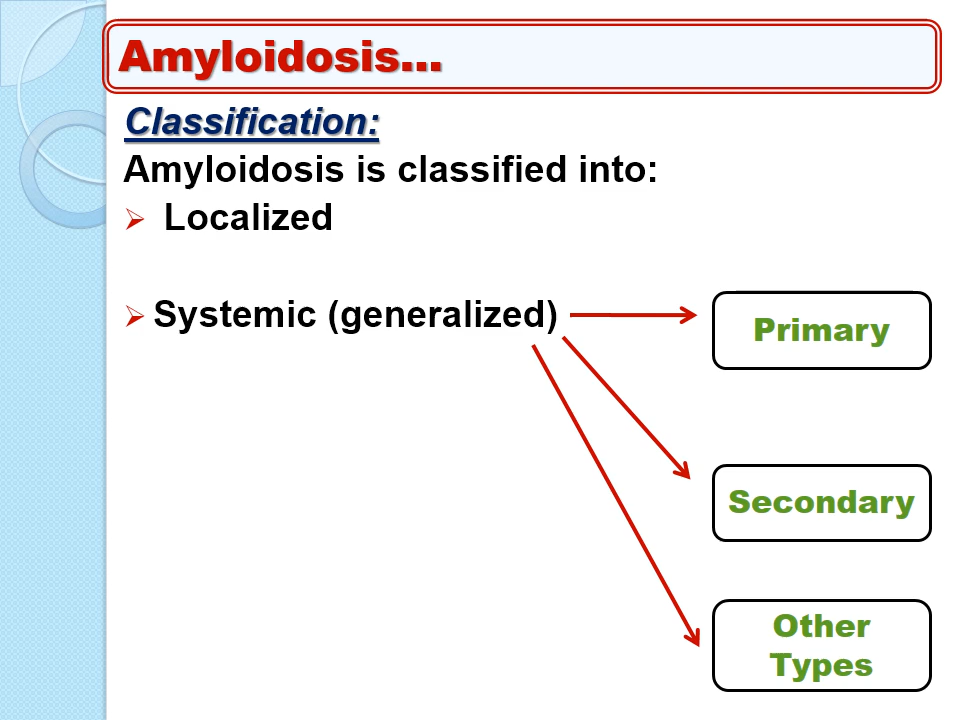 Amyloidosis...
Classification:
Amyloidosis is classified into:
Localized
Systemic (generalized)
Primary
Secondary
Other
Types